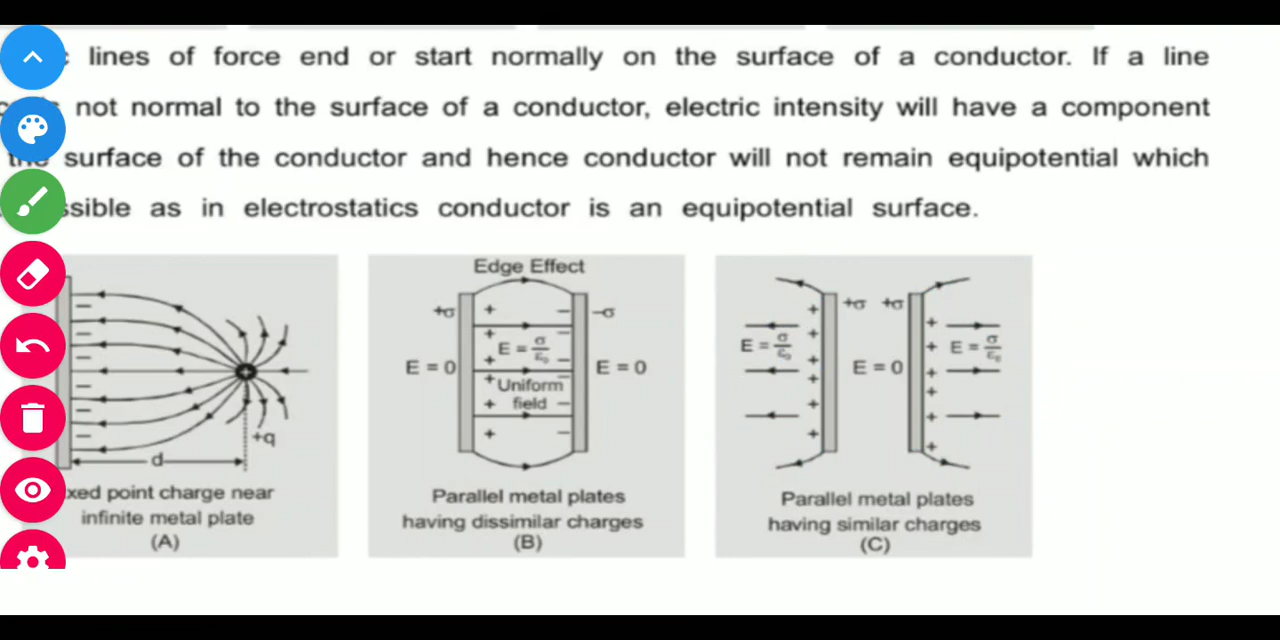 lines of force end or start normally on the surface of a conductor. If a line
not normal to the surface of a conductor, electric intensity will have a component
the surface of the conductor and hence conductor will not remain equipotential which
ssible as in electrostatics conductor is an equipotential surface.
+q
d
xed point charge near
infinite metal plate
(A)
Edge Effect
+σ
–σ
E = σ/ε₀
E = 0
E = 0
Uniform
field
Parallel metal plates
having dissimilar charges
(B)
+σ +σ
E = σ/ε₀
E = 0
E = σ/ε₀
Parallel metal plates
having similar charges
(C)